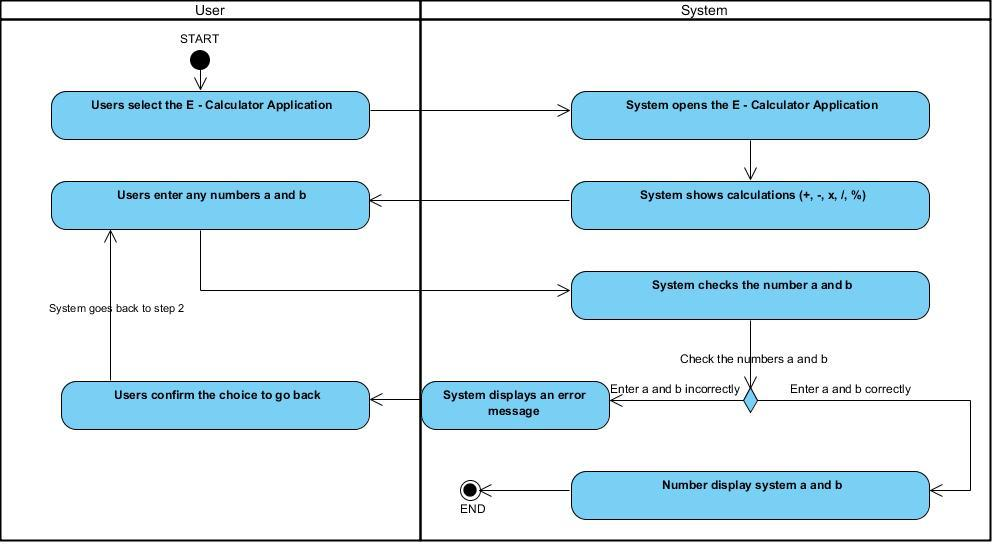 User
System
START
Users select the E - Calculator Application
System opens the E - Calculator Application
Users enter any numbers a and b
System shows calculations (+, -, x, /, %)
System checks the number a and b
System goes back to step 2
Check the numbers a and b
Enter a and b incorrectly
Enter a and b correctly
Users confirm the choice to go back
System displays an error
message
Number display system a and b
END